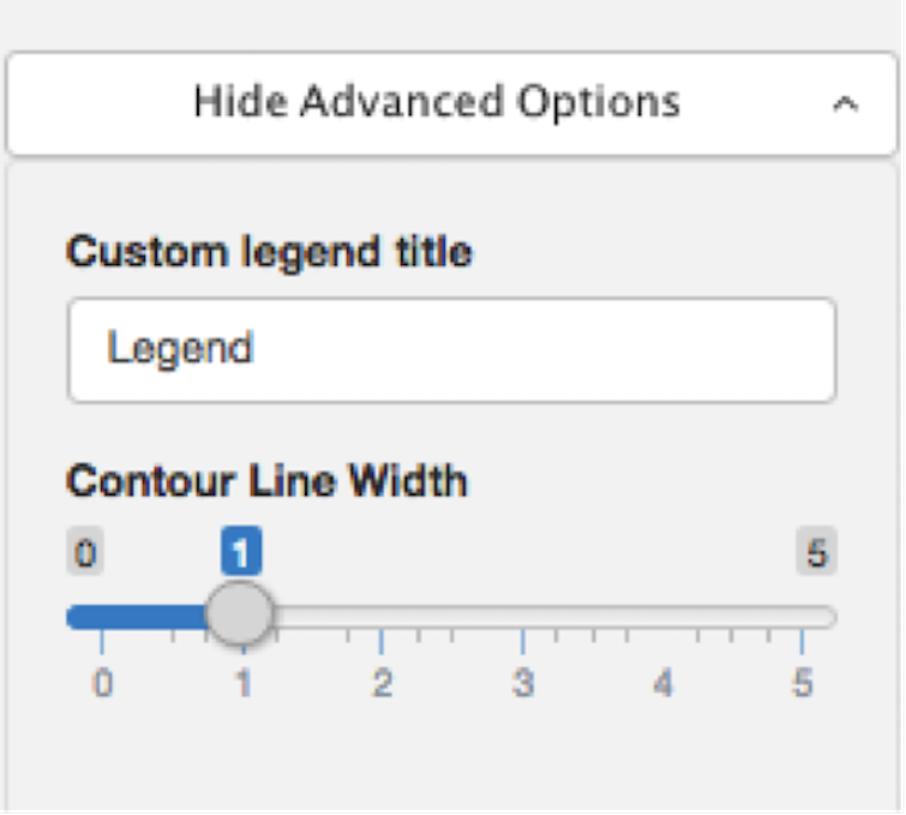 Hide Advanced Options
Custom legend title
Legend
Contour Line Width
0 1 5
0 1 2 3 4 5